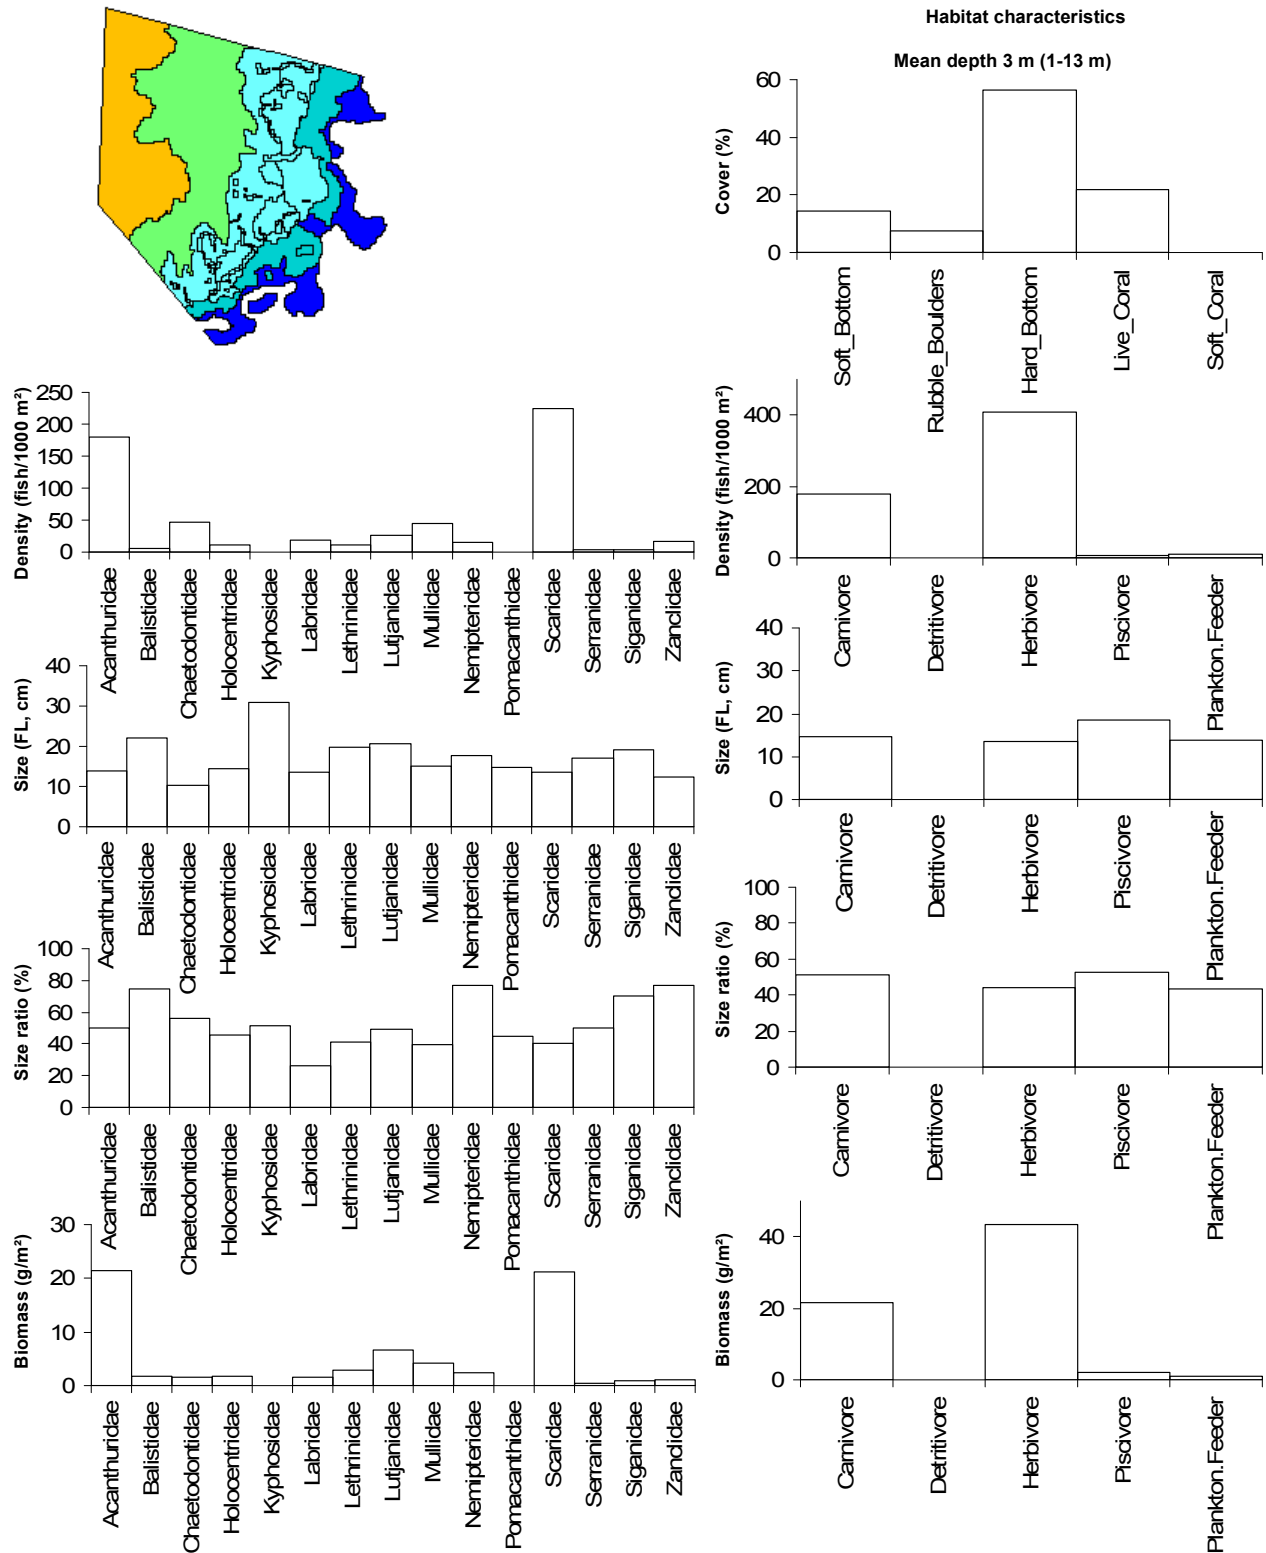 Habitat characteristics
Mean depth 3 m (1-13 m)
Cover (%)
60
40
20
0
Soft_Bottom
Rubble_Boulders
Hard_Bottom
Live_Coral
Soft_Coral
Density (fish/1000 m²)
250
200
150
100
50
0
Acanthuridae
Balistidae
Chaetodontidae
Holocentridae
Kyphosidae
Labridae
Lethrinidae
Lutjanidae
Mullidae
Nemipteridae
Pomacanthidae
Scaridae
Serranidae
Siganidae
Zanclidae
Density (fish/1000 m²)
400
200
0
Carnivore
Detritivore
Herbivore
Piscivore
Plankton.Feeder
Size (FL, cm)
40
30
20
10
0
Acanthuridae
Balistidae
Chaetodontidae
Holocentridae
Kyphosidae
Labridae
Lethrinidae
Lutjanidae
Mullidae
Nemipteridae
Pomacanthidae
Scaridae
Serranidae
Siganidae
Zanclidae
Size (FL, cm)
40
30
20
10
0
Carnivore
Detritivore
Herbivore
Piscivore
Plankton.Feeder
Size ratio (%)
100
80
60
40
20
0
Acanthuridae
Balistidae
Chaetodontidae
Holocentridae
Kyphosidae
Labridae
Lethrinidae
Lutjanidae
Mullidae
Nemipteridae
Pomacanthidae
Scaridae
Serranidae
Siganidae
Zanclidae
Size ratio (%)
100
80
60
40
20
0
Carnivore
Detritivore
Herbivore
Piscivore
Plankton.Feeder
Biomass (g/m²)
30
20
10
0
Acanthuridae
Balistidae
Chaetodontidae
Holocentridae
Kyphosidae
Labridae
Lethrinidae
Lutjanidae
Mullidae
Nemipteridae
Pomacanthidae
Scaridae
Serranidae
Siganidae
Zanclidae
Biomass (g/m²)
40
20
0
Carnivore
Detritivore
Herbivore
Piscivore
Plankton.Feeder